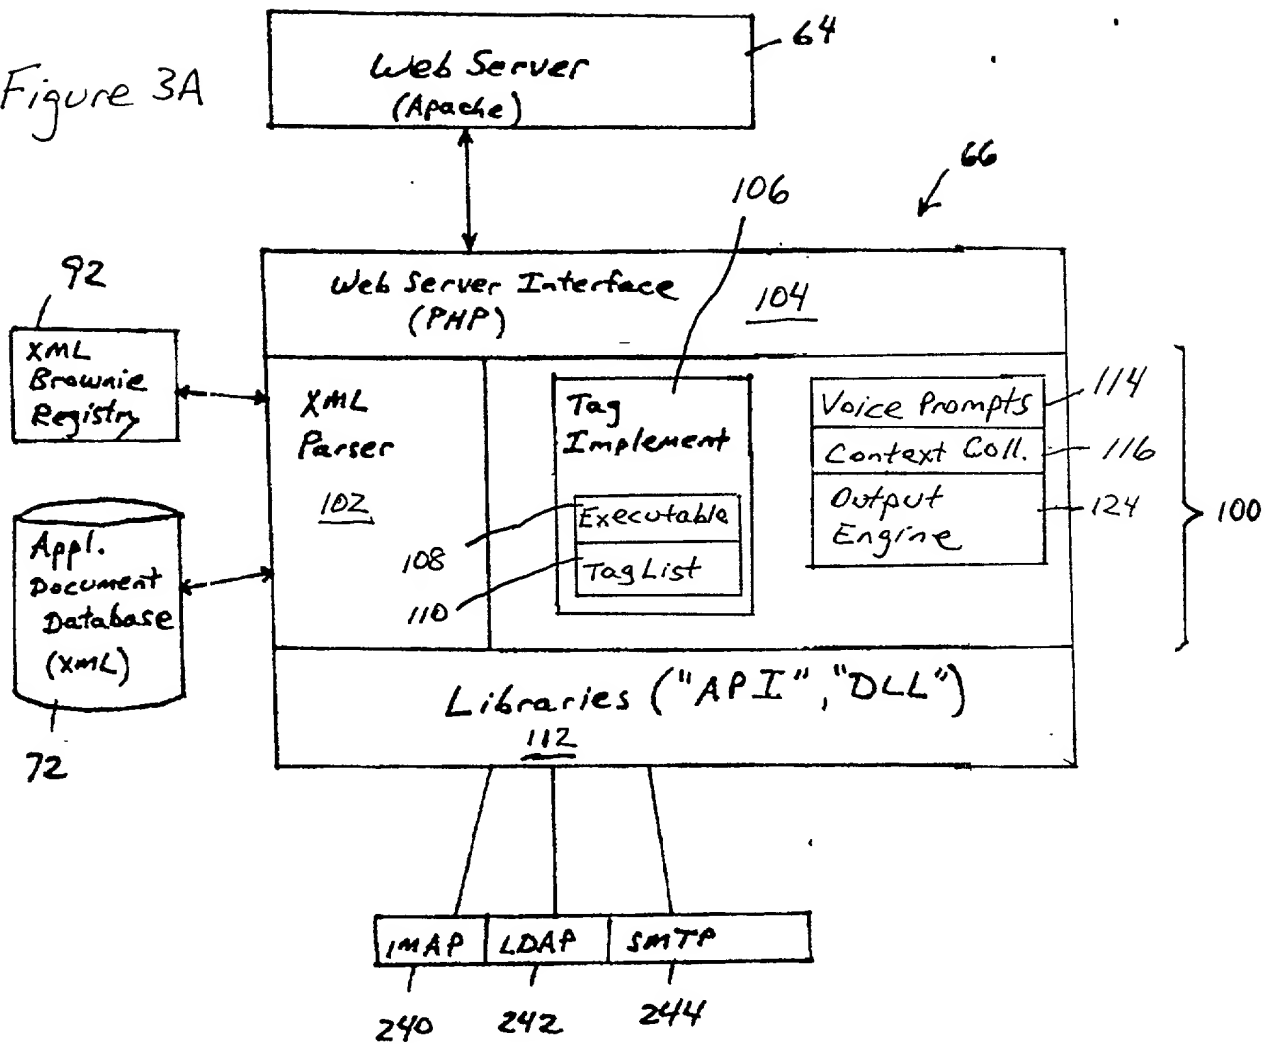 64
Web Server
(Apache)
Figure 3A
66
106
92
Web Server Interface
(PHP)
104
XML
Brownie
Registry
XML
Parser
102
Tag
Implement
Executable
108
Tag List
110
Voice Prompts
114
Context Coll.
116
Output
Engine
124
100
Appl.
Document
Database
(XML)
72
Libraries ("API", "DLL")
112
IMAP
LDAP
SMTP
240
242
244